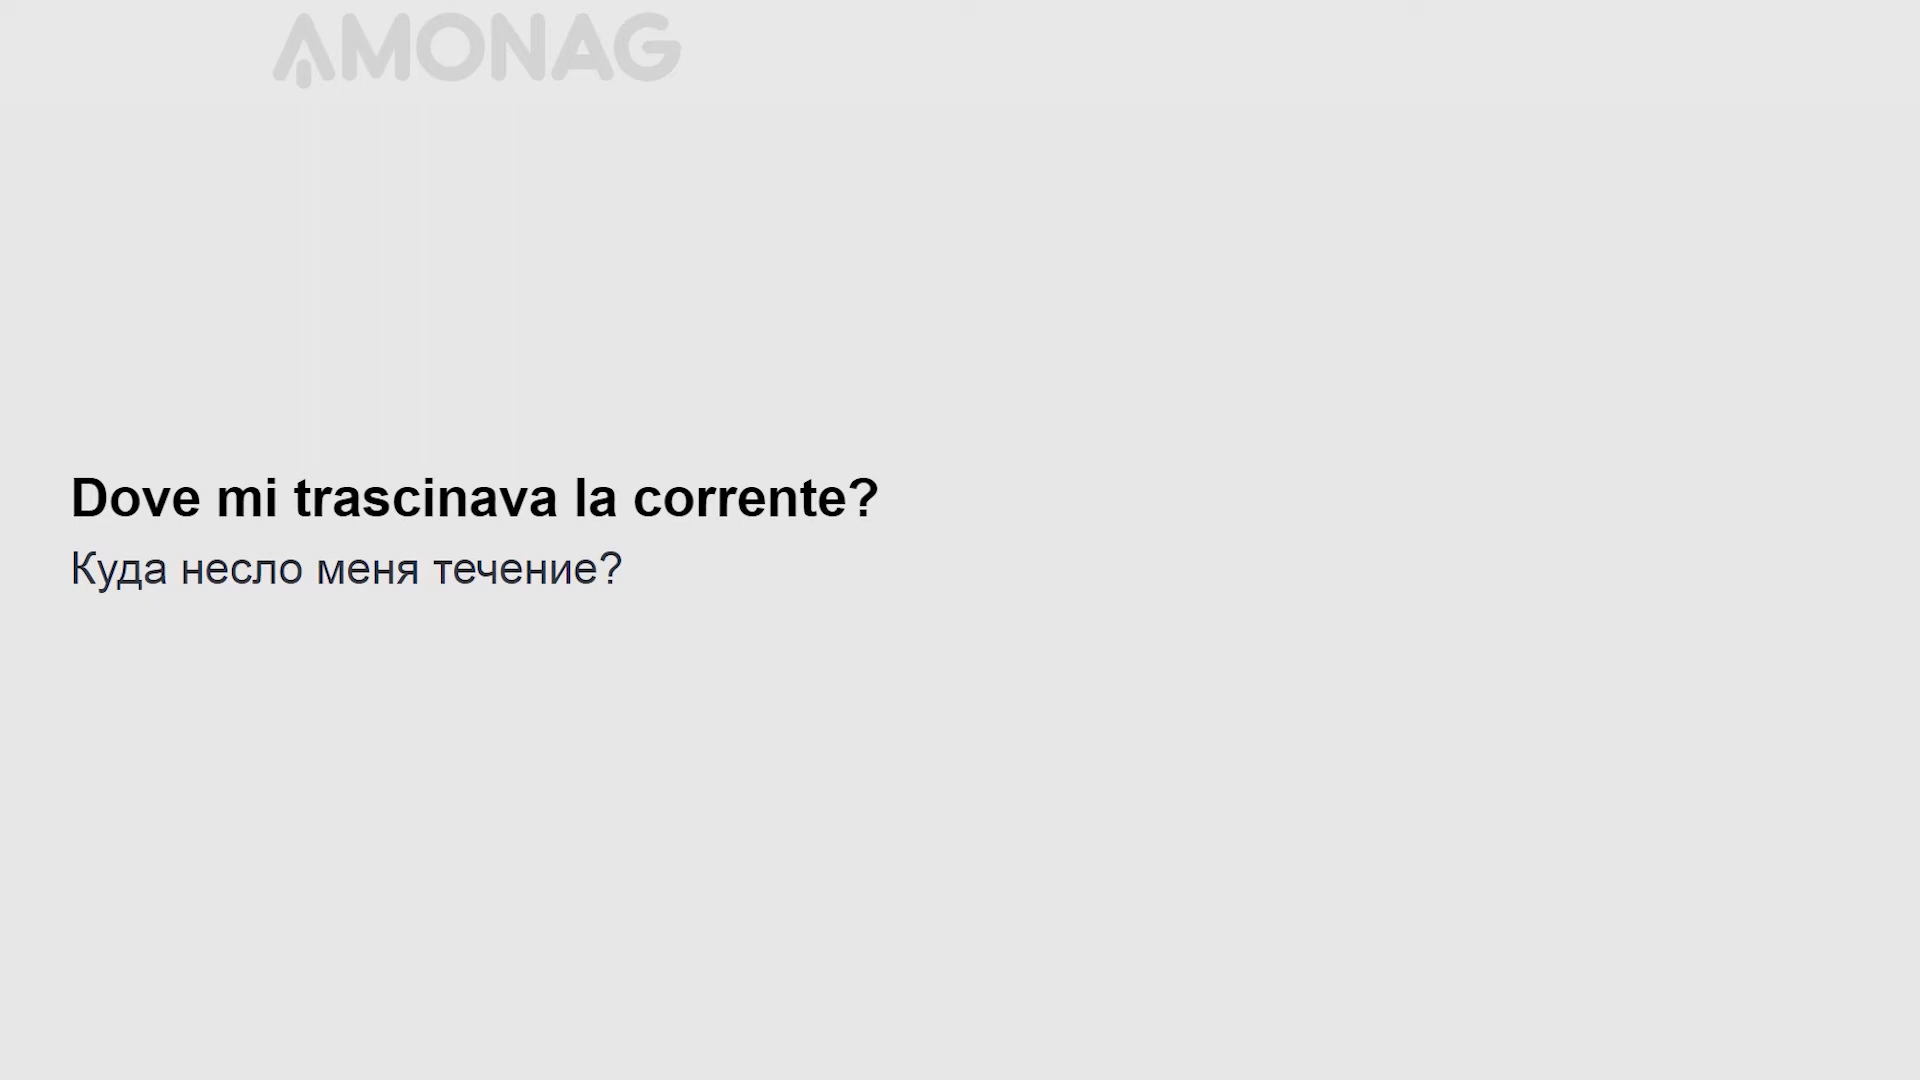 AMONAG
Dove mi trascinava la corrente?
Куда несло меня течение?